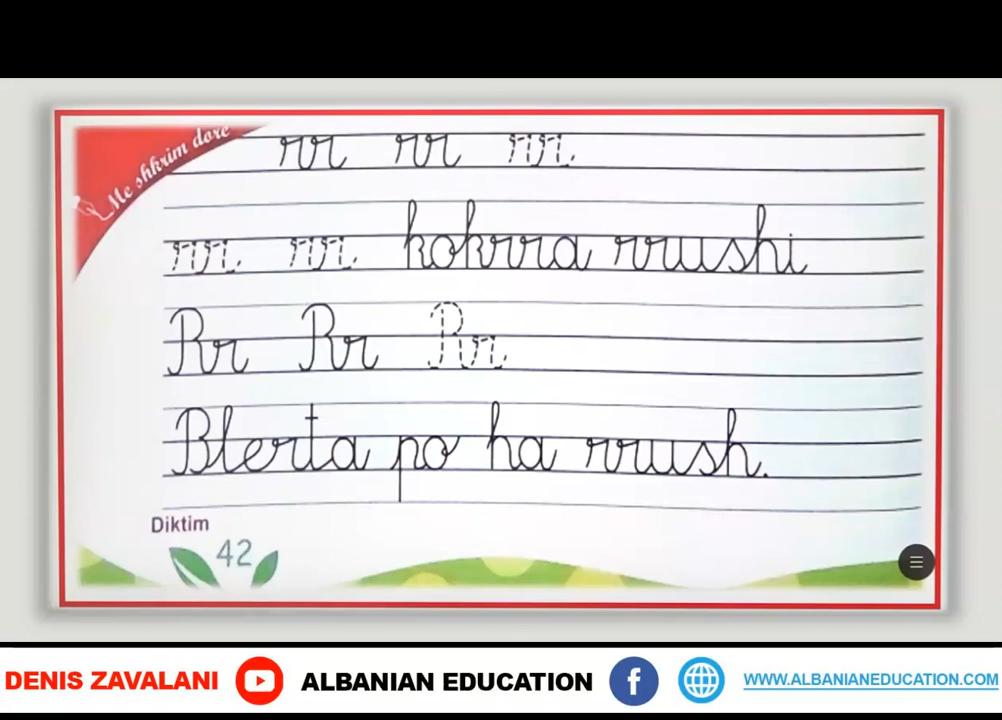 Me shkrim dore
rr rr rr
rr rr kokrra rrushi
Rr Rr Rr
Blerta po ha rrush.
Diktim
42
DENIS ZAVALANI ALBANIAN EDUCATION f WWW.ALBANIANEDUCATION.COM